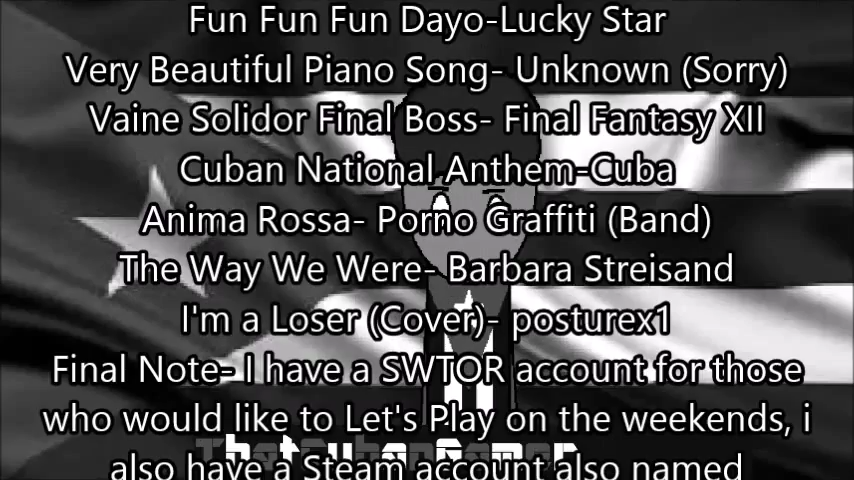 Fun Fun Fun Dayo-Lucky Star
Very Beautiful Piano Song- Unknown (Sorry)
Vaine Solidor Final Boss- Final Fantasy XII
Cuban National Anthem-Cuba
Anima Rossa- Porno Graffiti (Band)
The Way We Were- Barbara Streisand
I'm a Loser (Cover)- posturex1
Final Note- I have a SWTOR account for those
who would like to Let's Play on the weekends, i
ThatCubanGamer
also have a Steam account also named